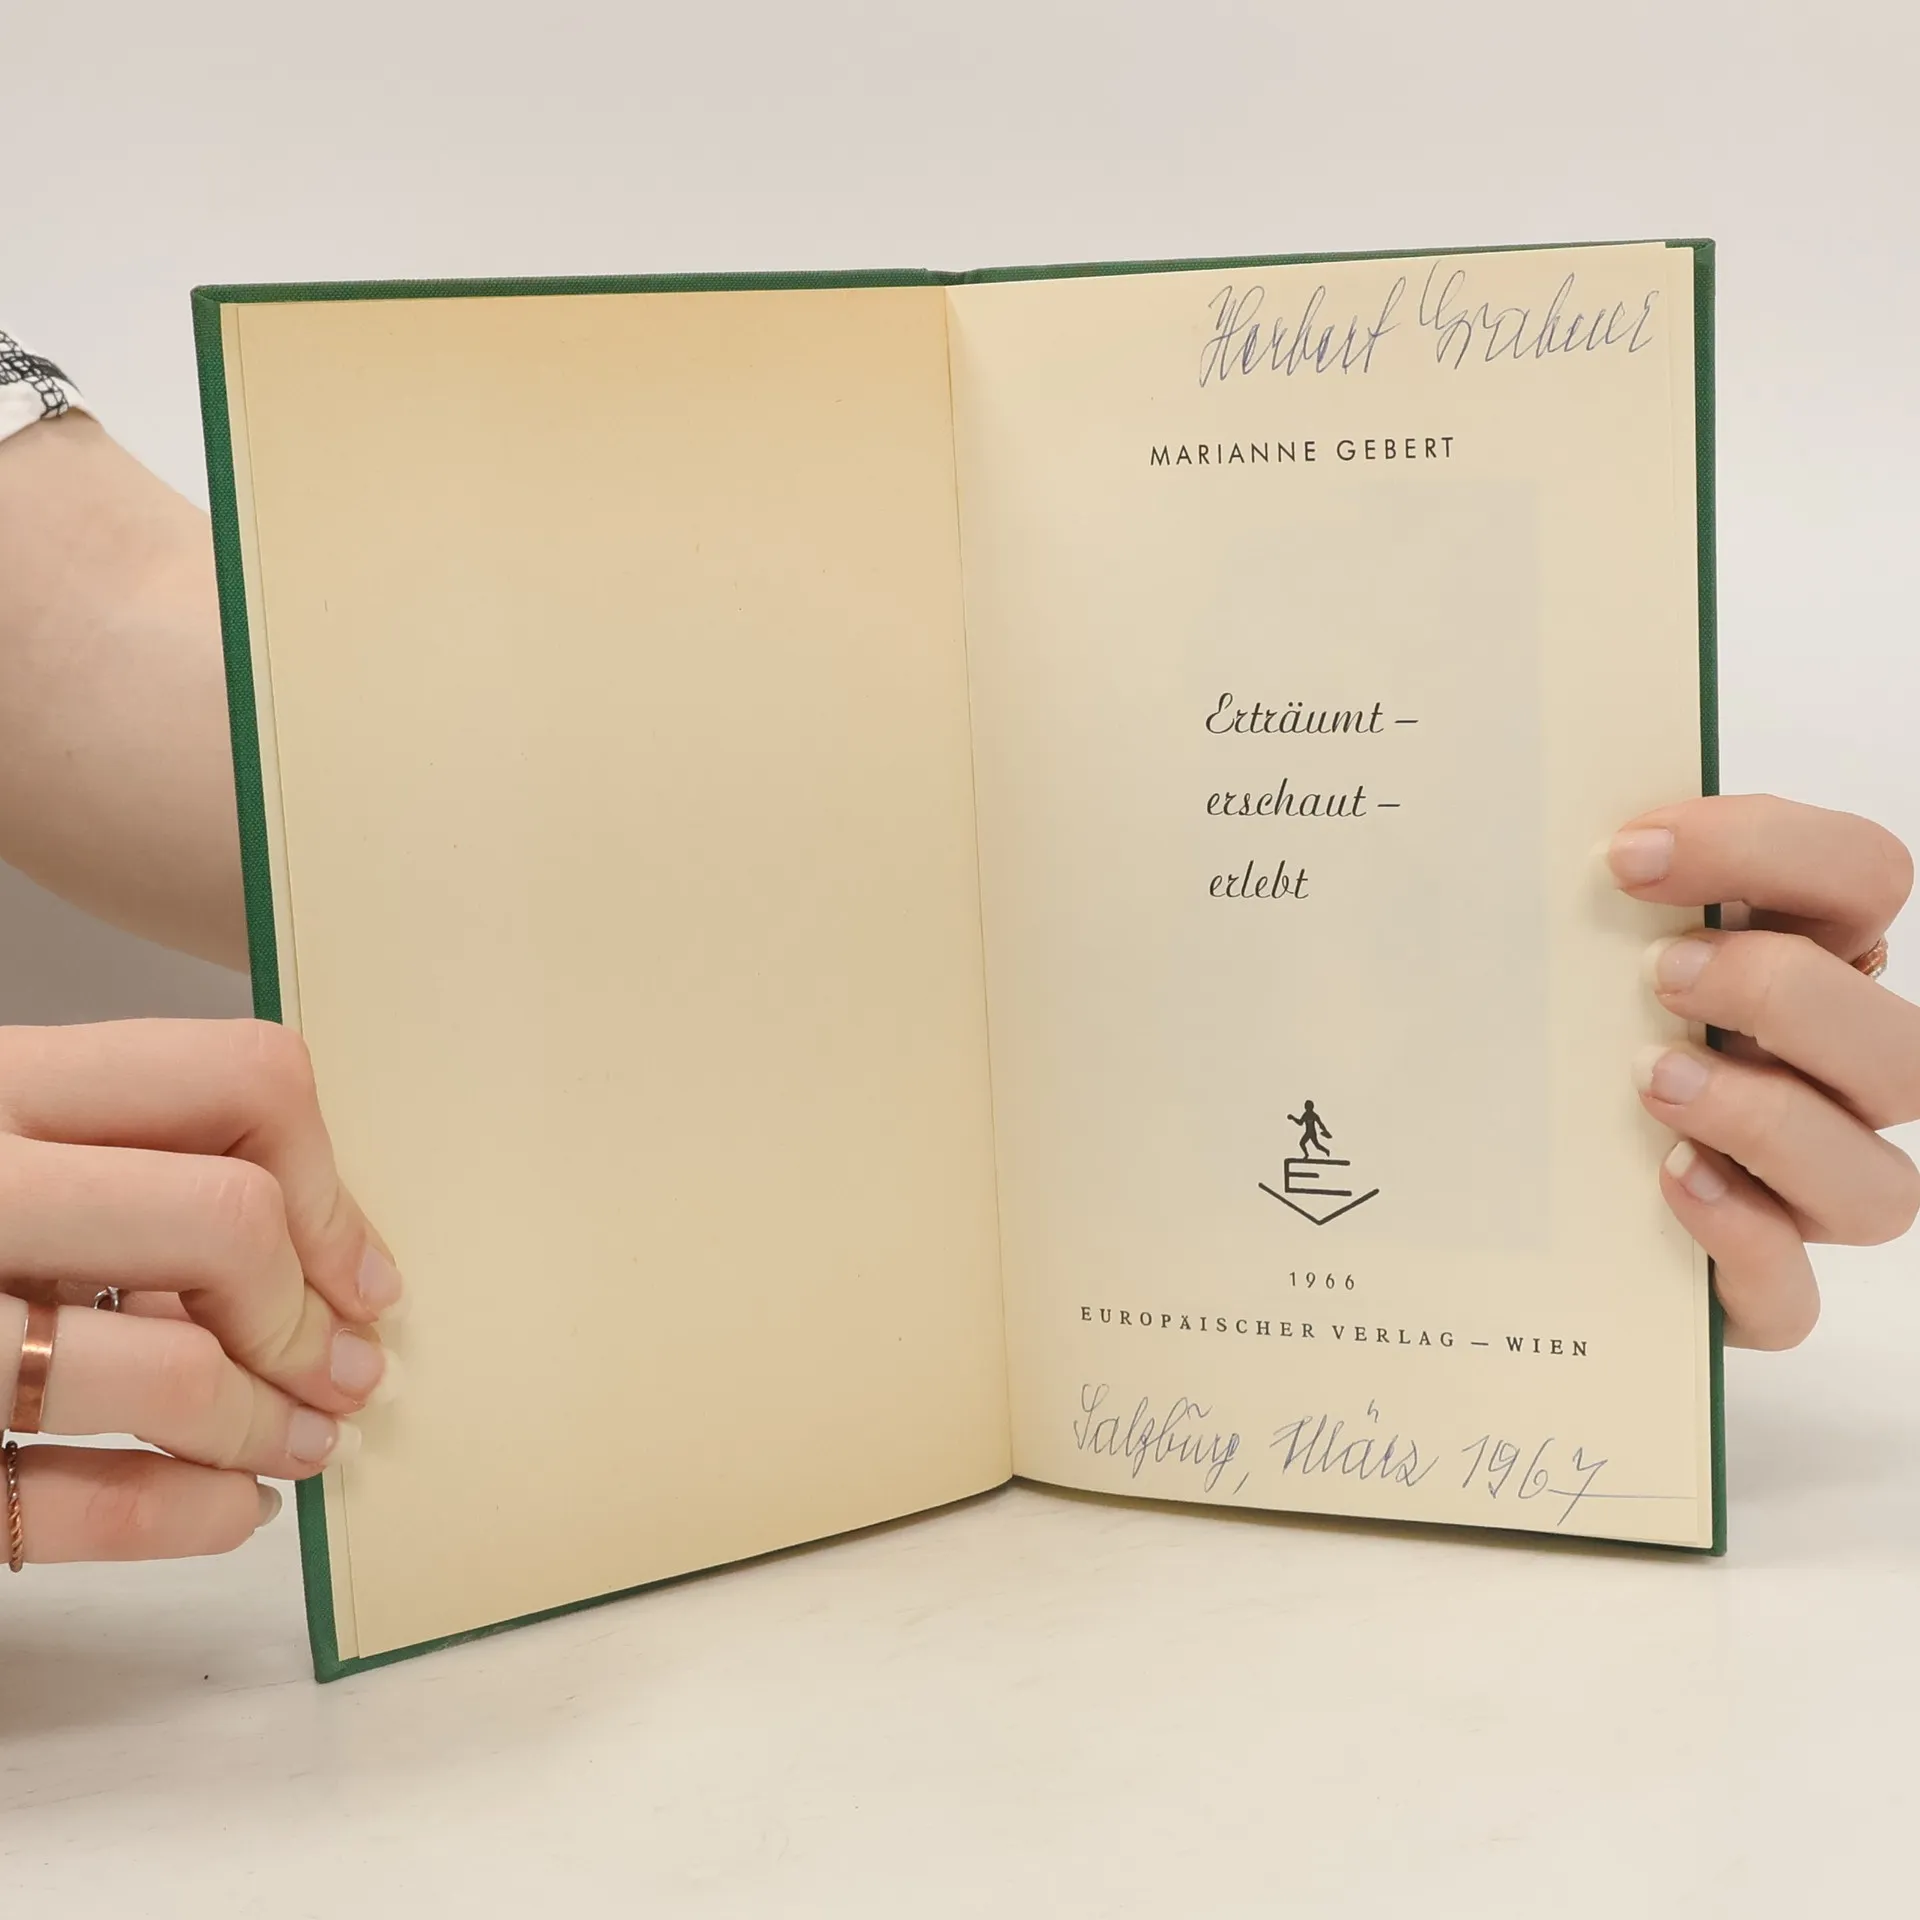 Herbert Grabner
MARIANNE GEBERT
Erträumt –
erschaut –
erlebt
E
1966
EUROPÄISCHER VERLAG — WIEN
Salzburg, März 1967